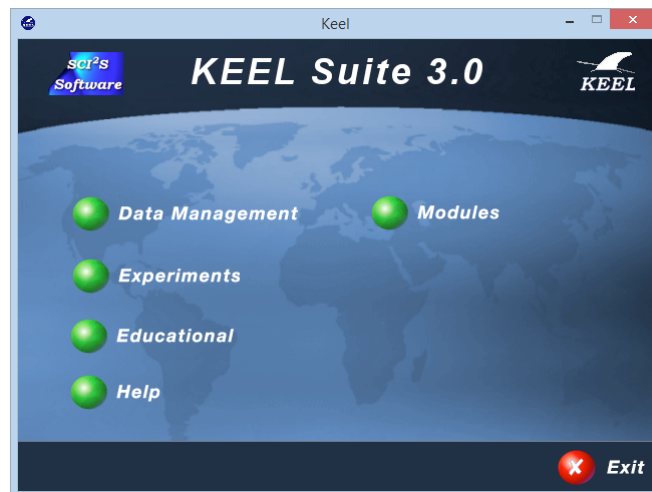 Keel
SCI²S
Software
KEEL Suite 3.0
KEEL
Data Management
Modules
Experiments
Educational
Help
Exit